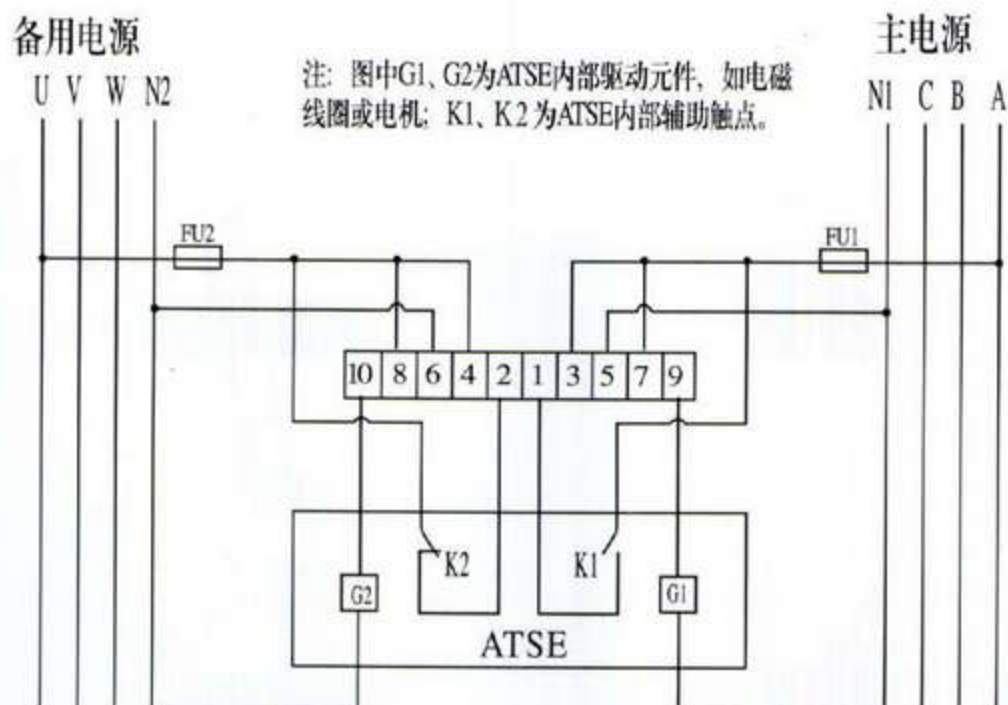 备用电源
主电源
注: 图中G1、G2为ATSE内部驱动元件, 如电磁
线圈或电机; K1、K2为ATSE内部辅助触点。
U V W N2
N1 C B A
FU2
FU1
10 8 6 4 2 1 3 5 7 9
K2
K1
G2
G1
ATSE